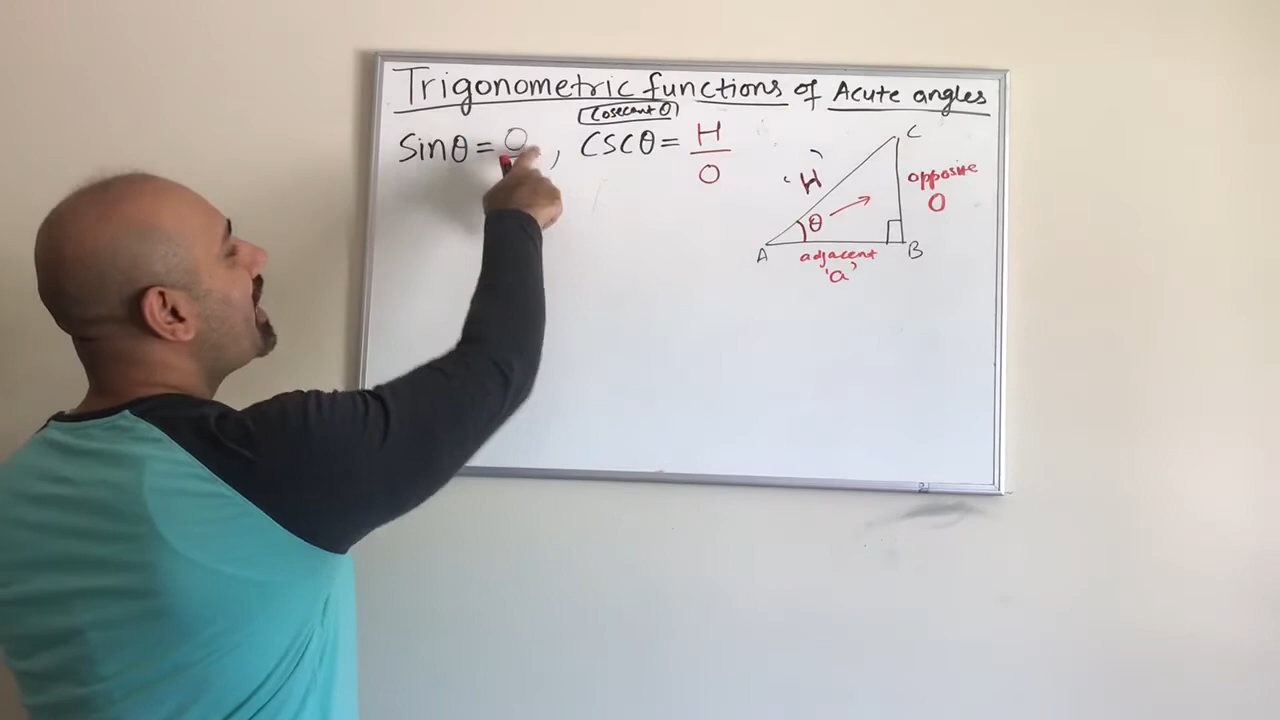 Trigonometric functions of Acute angles
Cosecant θ
Sinθ = O , CSCθ = H
O
C
H
opposite
O
θ
A
B
adjacent
'a'